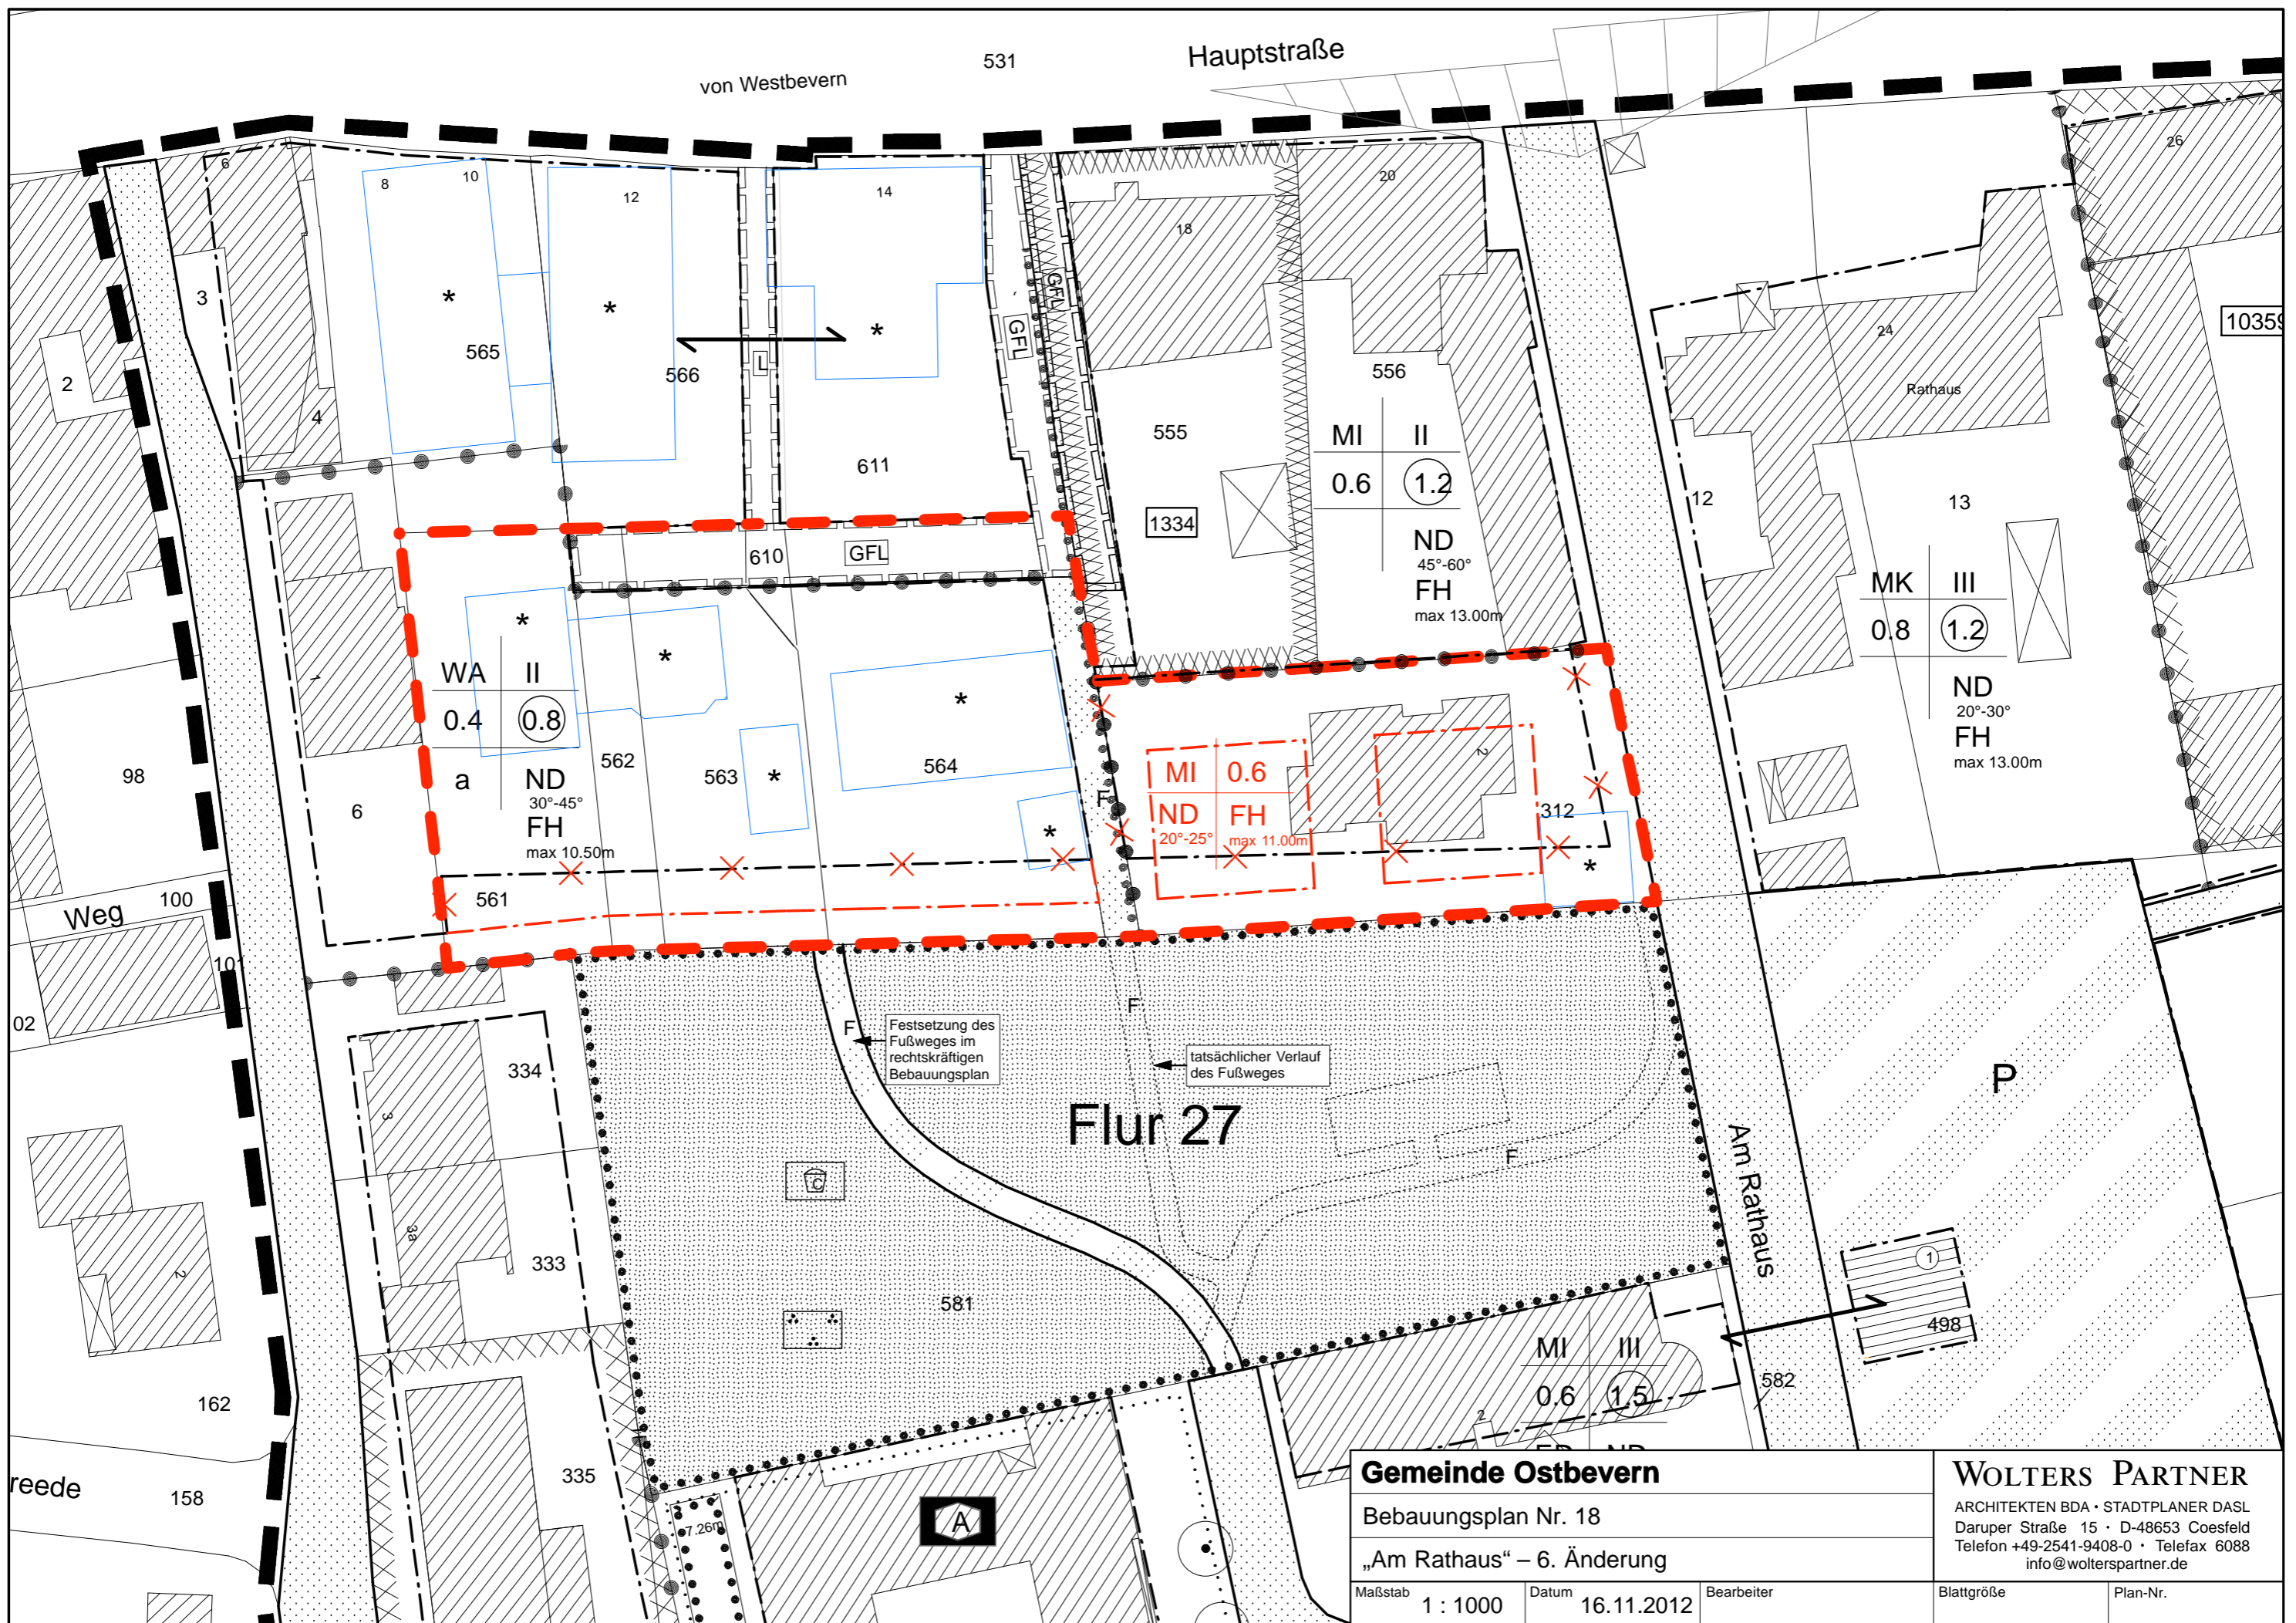 Hauptstraße
531
von Westbevern
6
8
10
12
14
18
20
26
3
565
566
L
GFL
GFL
24
Rathaus
10359
2
4
611
555
556
MI II
0.6 1.2
ND
45°-60°
FH
max 13.00m
1334
12
13
610
GFL
MK III
0.8 1.2
ND
20°-30°
FH
max 13.00m
1
WA II
0.4 0.8
a
ND
30°-45°
FH
max 10.50m
562
563
564
F
MI 0.6
ND FH
20°-25° max 11.00m
2
312
98
6
561
Weg
100
101
02
F
Festsetzung des
Fußweges im
rechtskräftigen
Bebauungsplan
F
tatsächlicher Verlauf
des Fußweges
Flur 27
F
P
Am Rathaus
334
3
3a
333
2
C
581
1
498
582
MI III
0.6 1.5
2
162
reede
158
335
7.26m
A
Gemeinde Ostbevern
Bebauungsplan Nr. 18
„Am Rathaus“ – 6. Änderung
Maßstab 1 : 1000
Datum 16.11.2012
Bearbeiter
WOLTERS PARTNER
ARCHITEKTEN BDA • STADTPLANER DASL
Daruper Straße 15 • D-48653 Coesfeld
Telefon +49-2541-9408-0 • Telefax 6088
info@wolterspartner.de
Blattgröße
Plan-Nr.